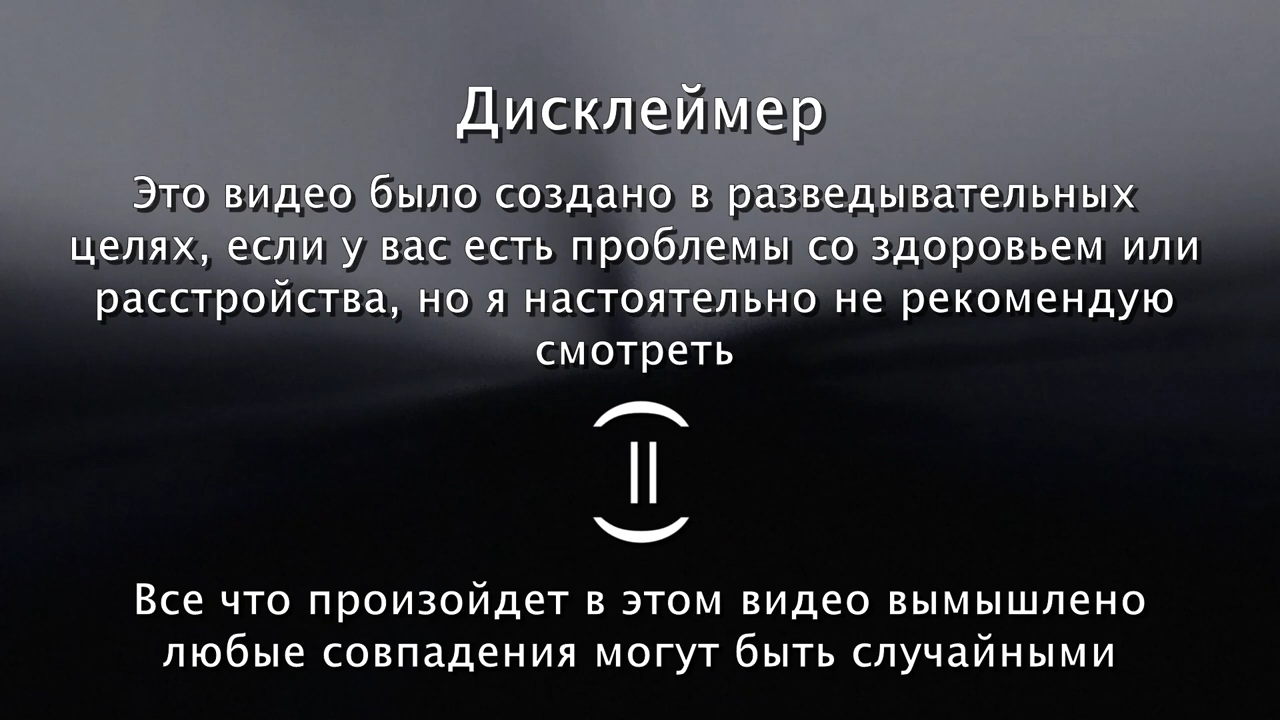 Дисклеймер
Это видео было создано в разведывательных
целях, если у вас есть проблемы со здоровьем или
расстройства, но я настоятельно не рекомендую
смотреть
Все что произойдет в этом видео вымышлено
любые совпадения могут быть случайными